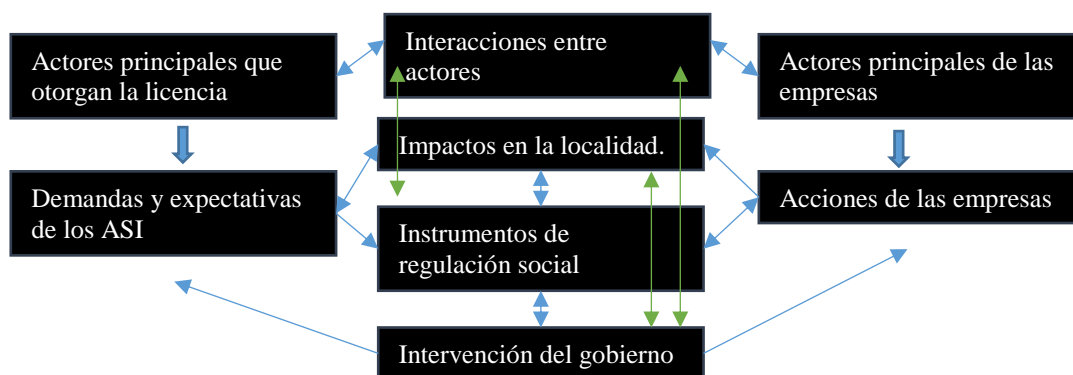 Actores principales que
otorgan la licencia
Interacciones entre
actores
Actores principales de las
empresas
Impactos en la localidad.
Demandas y expectativas
de los ASI
Acciones de las empresas
Instrumentos de
regulación social
Intervención del gobierno